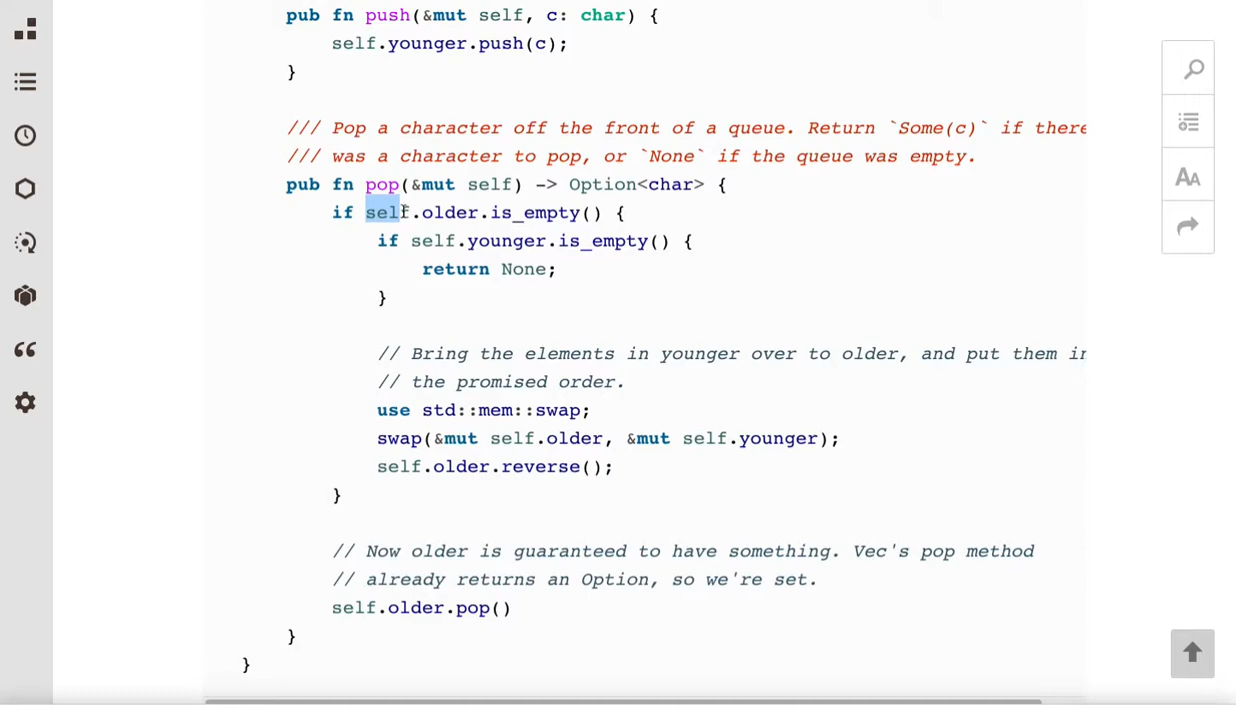 pub fn push(&mut self, c: char) {
self.younger.push(c);
}
/// Pop a character off the front of a queue. Return `Some(c)` if there
/// was a character to pop, or `None` if the queue was empty.
pub fn pop(&mut self) -> Option<char> {
if self.older.is_empty() {
if self.younger.is_empty() {
return None;
}
// Bring the elements in younger over to older, and put them in
// the promised order.
use std::mem::swap;
swap(&mut self.older, &mut self.younger);
self.older.reverse();
}
// Now older is guaranteed to have something. Vec's pop method
// already returns an Option, so we're set.
self.older.pop()
}
}
AA